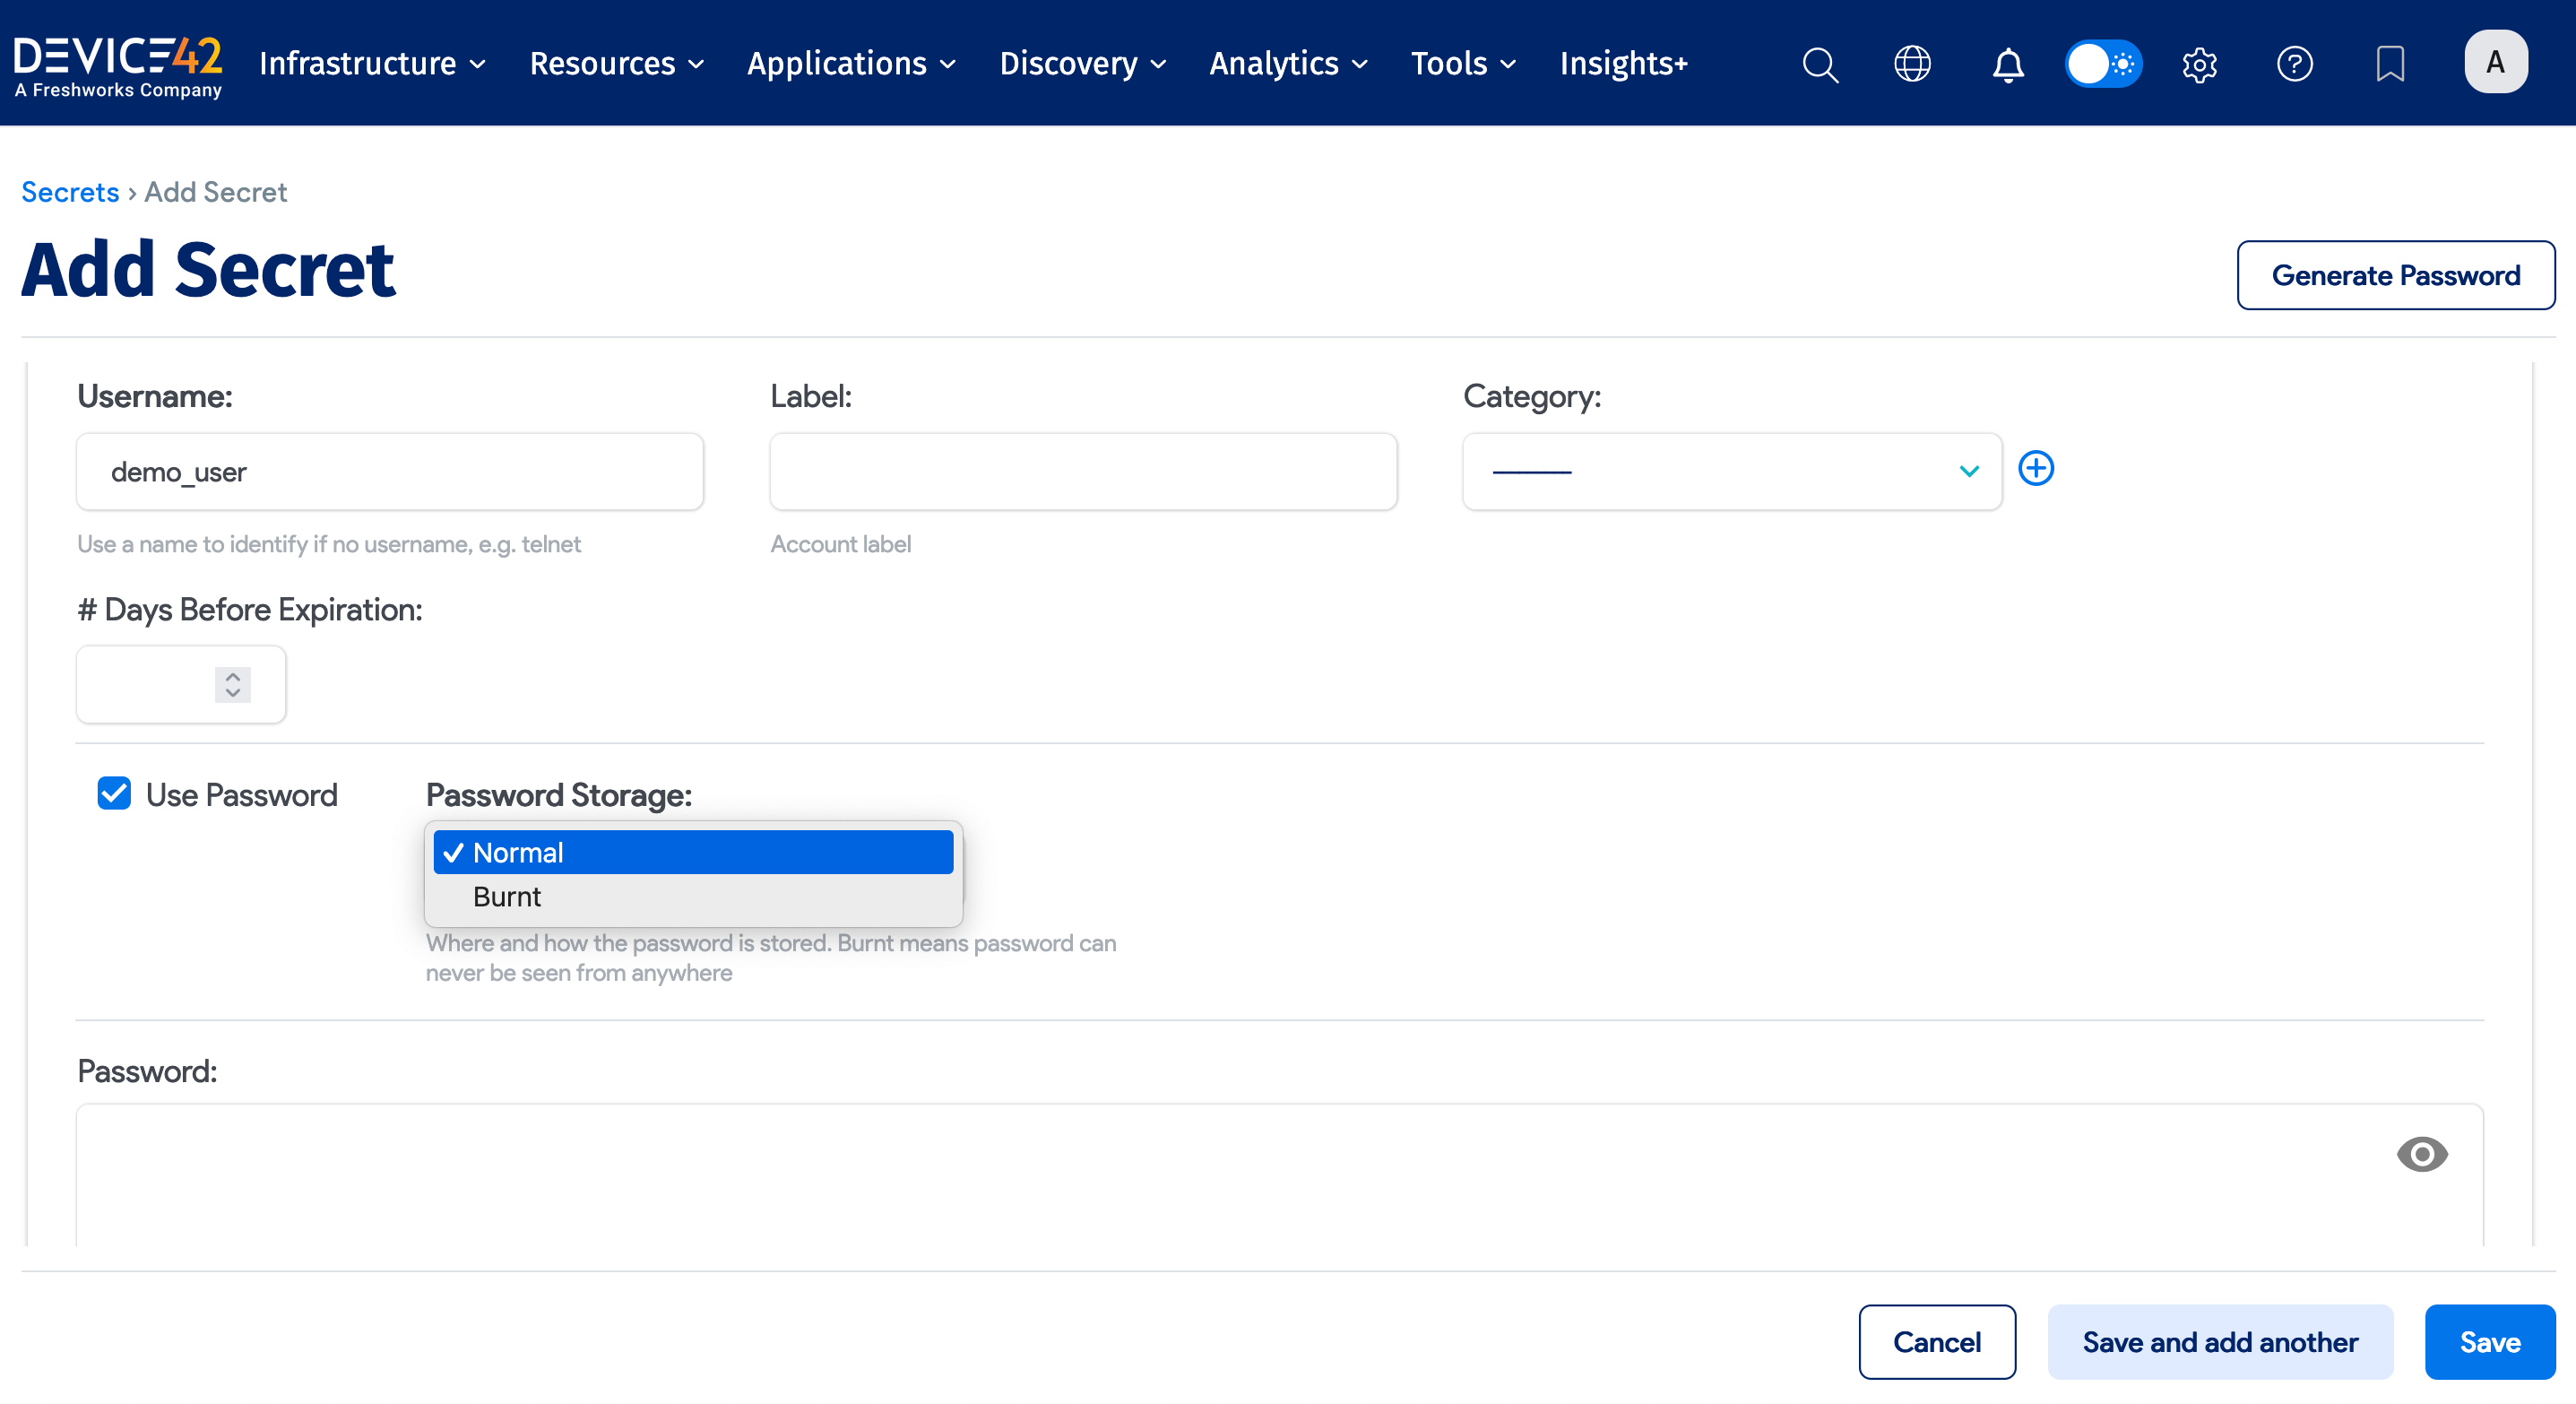 DEVICE42
A Freshworks Company
Infrastructure Resources Applications Discovery Analytics Tools Insights+
A
Secrets › Add Secret
Add Secret
Generate Password
Username: Label: Category:
demo_user ---------
Use a name to identify if no username, e.g. telnet Account label
# Days Before Expiration:
Use Password Password Storage:
Normal
Burnt
Where and how the password is stored. Burnt means password can
never be seen from anywhere
Password:
Cancel Save and add another Save